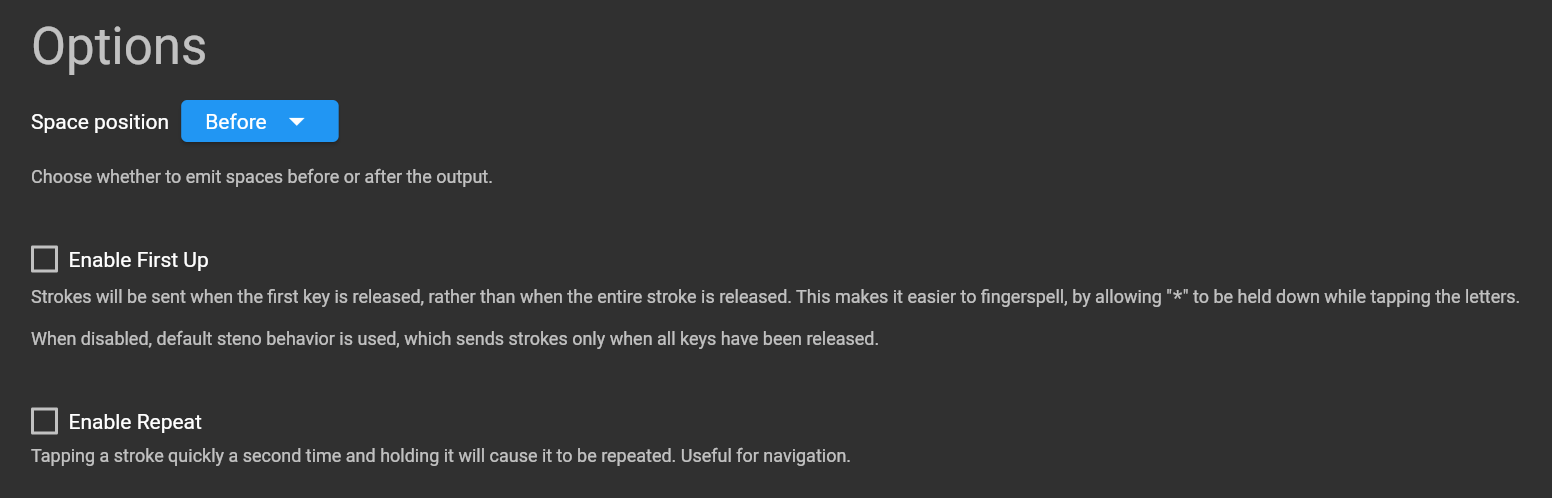 Options
Space position Before
Choose whether to emit spaces before or after the output.
Enable First Up
Strokes will be sent when the first key is released, rather than when the entire stroke is released. This makes it easier to fingerspell, by allowing "*" to be held down while tapping the letters.
When disabled, default steno behavior is used, which sends strokes only when all keys have been released.
Enable Repeat
Tapping a stroke quickly a second time and holding it will cause it to be repeated. Useful for navigation.